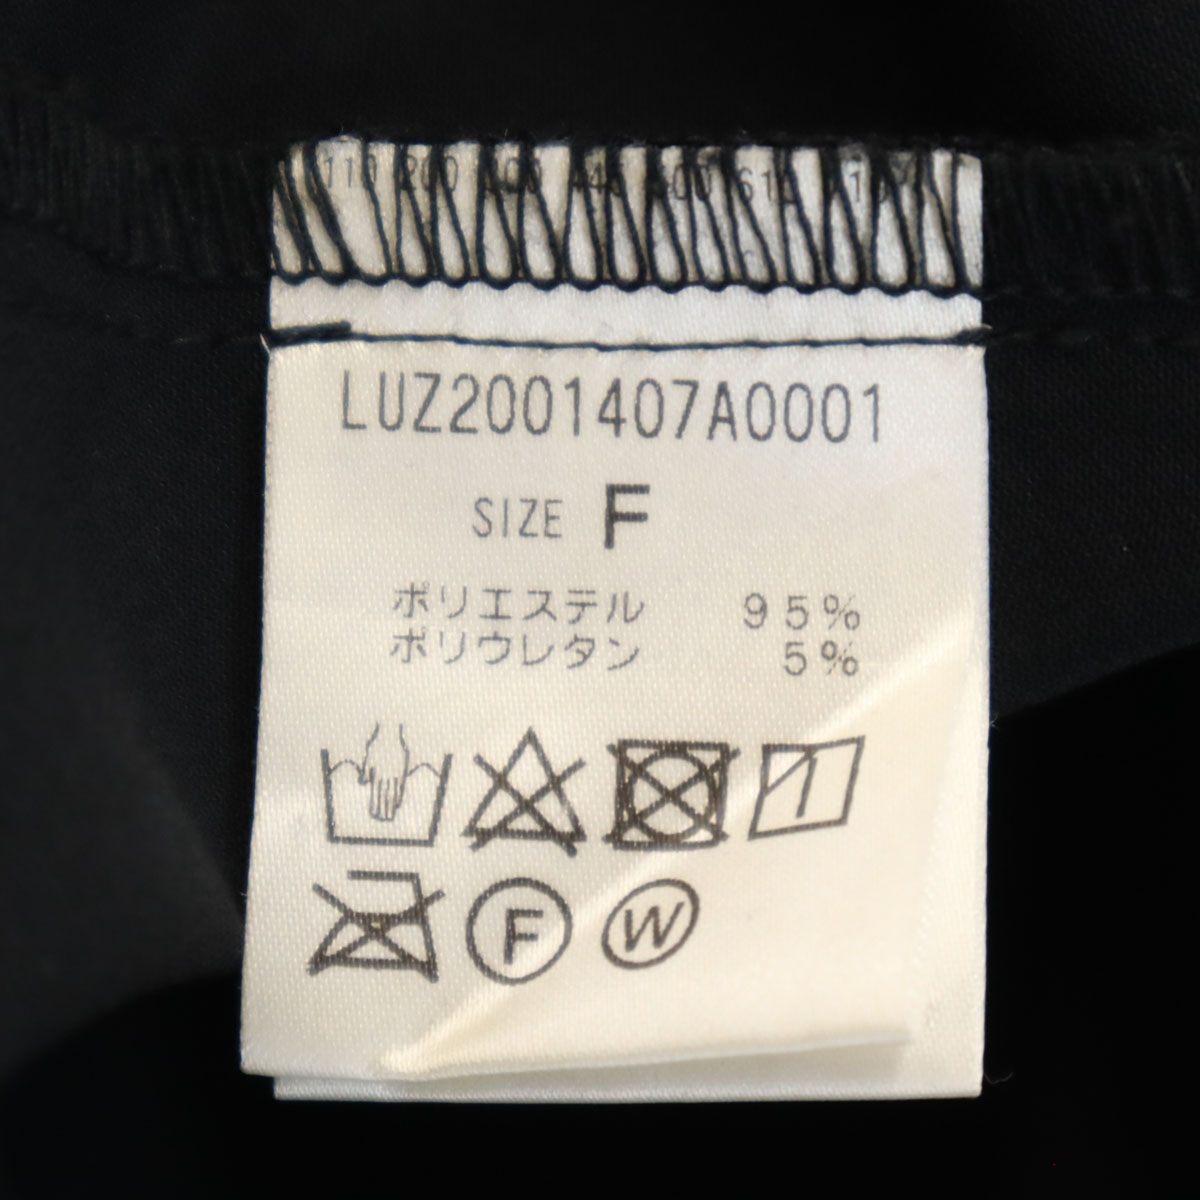 LUZ2001407A0001
SIZE F
ポリエステル 95%
ポリウレタン 5%
F W